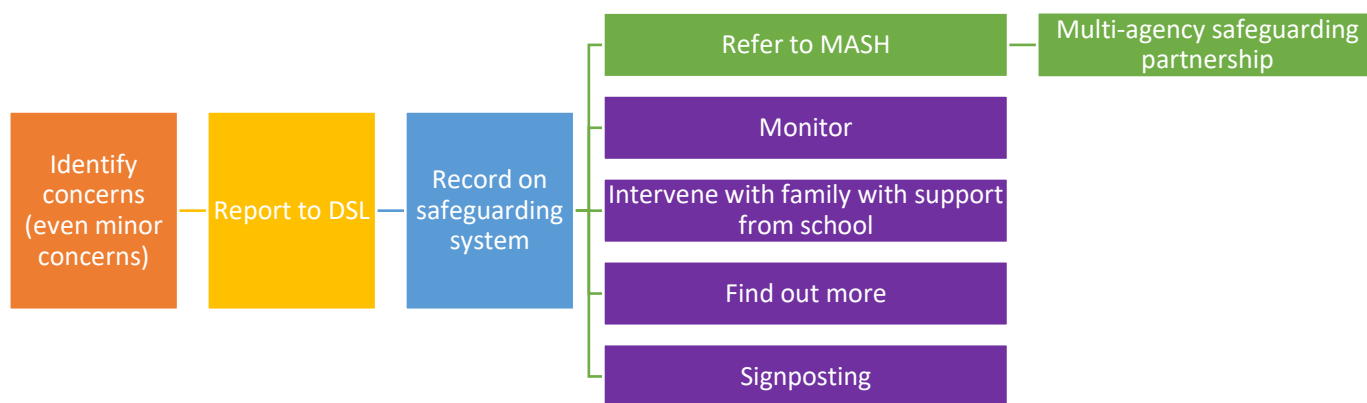 Identify
concerns
(even minor
concerns)
Report to DSL
Record on
safeguarding
system
Refer to MASH
Multi-agency safeguarding
partnership
Monitor
Intervene with family with support
from school
Find out more
Signposting